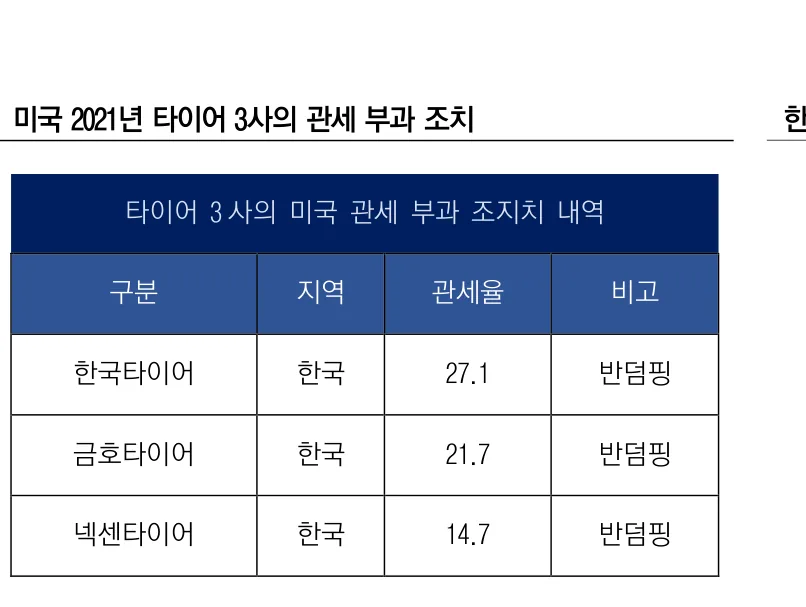 미국 2021년 타이어 3사의 관세 부과 조치
한
타이어 3사의 미국 관세 부과 조지치 내역
구분 지역 관세율 비고
한국타이어 한국 27.1 반덤핑
금호타이어 한국 21.7 반덤핑
넥센타이어 한국 14.7 반덤핑